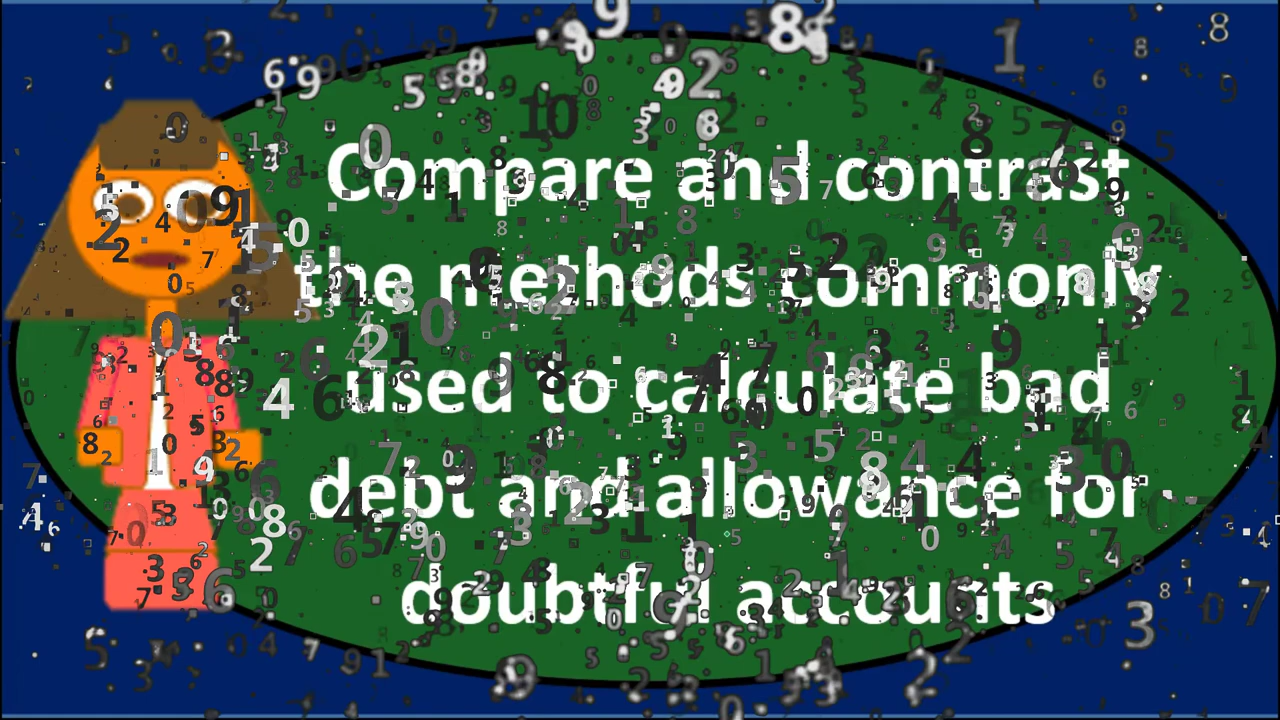 Compare and contrast
the methods commonly
used to calculate bad
debt and allowance for
doubtful accounts